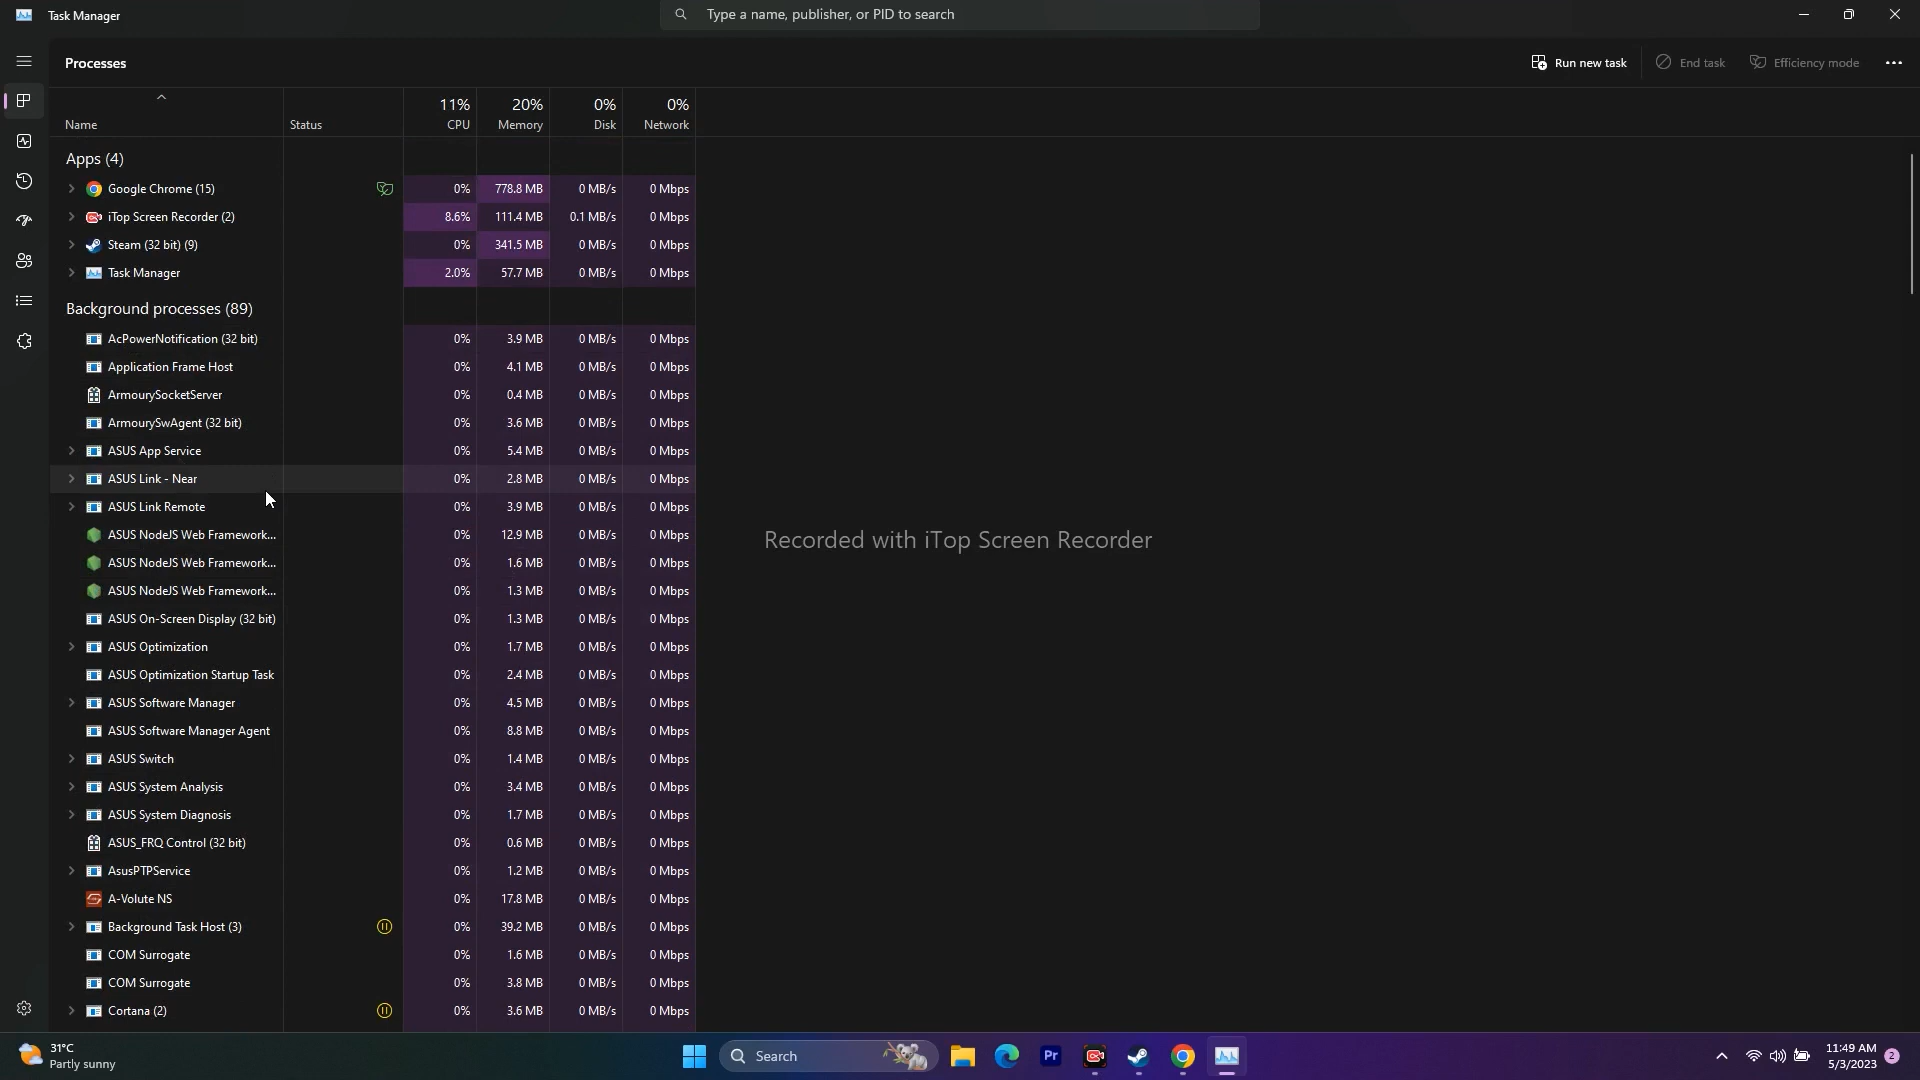 Task Manager
Type a name, publisher, or PID to search
Processes
Run new task
End task
Efficiency mode
11% 20% 0% 0%
Name Status CPU Memory Disk Network
Apps (4)
Google Chrome (15) 0% 778.8 MB 0 MB/s 0 Mbps
iTop Screen Recorder (2) 8.6% 111.4 MB 0.1 MB/s 0 Mbps
Steam (32 bit) (9) 0% 341.5 MB 0 MB/s 0 Mbps
Task Manager 2.0% 57.7 MB 0 MB/s 0 Mbps
Background processes (89)
AcPowerNotification (32 bit) 0% 3.9 MB 0 MB/s 0 Mbps
Application Frame Host 0% 4.1 MB 0 MB/s 0 Mbps
ArmourySocketServer 0% 0.4 MB 0 MB/s 0 Mbps
ArmourySwAgent (32 bit) 0% 3.6 MB 0 MB/s 0 Mbps
ASUS App Service 0% 5.4 MB 0 MB/s 0 Mbps
ASUS Link - Near 0% 2.8 MB 0 MB/s 0 Mbps
ASUS Link Remote 0% 3.9 MB 0 MB/s 0 Mbps
ASUS NodeJS Web Framework... 0% 12.9 MB 0 MB/s 0 Mbps
Recorded with iTop Screen Recorder
ASUS NodeJS Web Framework... 0% 1.6 MB 0 MB/s 0 Mbps
ASUS NodeJS Web Framework... 0% 1.3 MB 0 MB/s 0 Mbps
ASUS On-Screen Display (32 bit) 0% 1.3 MB 0 MB/s 0 Mbps
ASUS Optimization 0% 1.7 MB 0 MB/s 0 Mbps
ASUS Optimization Startup Task 0% 2.4 MB 0 MB/s 0 Mbps
ASUS Software Manager 0% 4.5 MB 0 MB/s 0 Mbps
ASUS Software Manager Agent 0% 8.8 MB 0 MB/s 0 Mbps
ASUS Switch 0% 1.4 MB 0 MB/s 0 Mbps
ASUS System Analysis 0% 3.4 MB 0 MB/s 0 Mbps
ASUS System Diagnosis 0% 1.7 MB 0 MB/s 0 Mbps
ASUS_FRQ Control (32 bit) 0% 0.6 MB 0 MB/s 0 Mbps
AsusPTPService 0% 1.2 MB 0 MB/s 0 Mbps
A-Volute NS 0% 17.8 MB 0 MB/s 0 Mbps
Background Task Host (3) 0% 39.2 MB 0 MB/s 0 Mbps
COM Surrogate 0% 1.6 MB 0 MB/s 0 Mbps
COM Surrogate 0% 3.8 MB 0 MB/s 0 Mbps
Cortana (2) 0% 3.6 MB 0 MB/s 0 Mbps
31°C
Partly sunny
Search
Pr
11:49 AM
5/3/2023
2